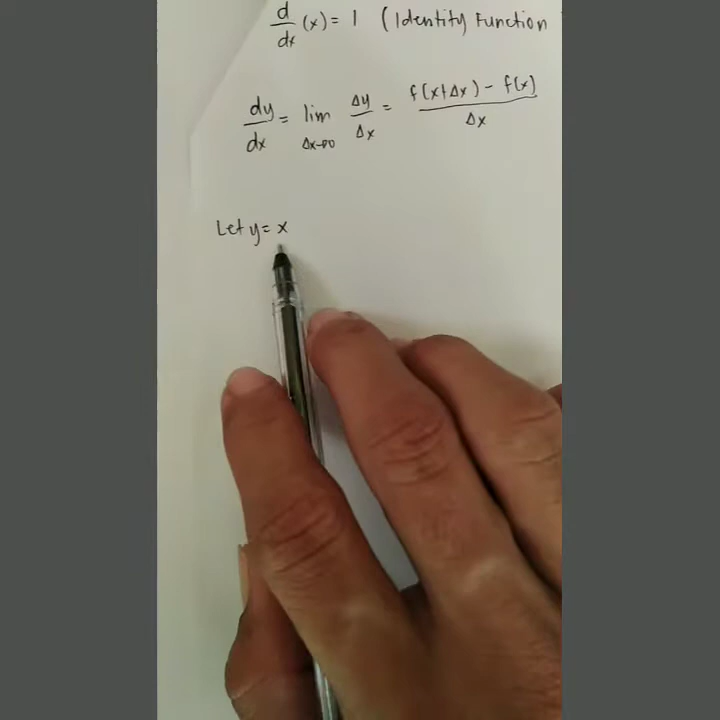 d/dx (x) = 1 (Identity Function
dy/dx = lim Δx→0 Δy/Δx = f(x+Δx) - f(x) / Δx
Let y = x